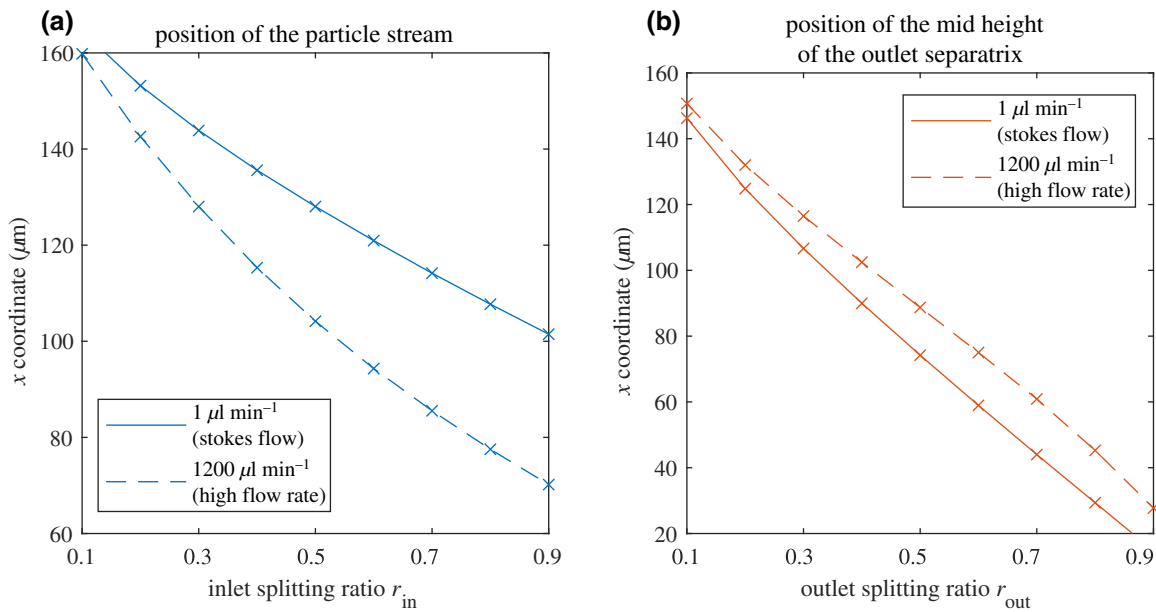 (a)
position of the particle stream
160
140
120
100
80
60
x coordinate (μm)
1 μl min⁻¹
(stokes flow)
1200 μl min⁻¹
(high flow rate)
0.1 0.3 0.5 0.7 0.9
inlet splitting ratio r_in
(b)
position of the mid height
of the outlet separatrix
160
140
120
100
80
60
40
20
x coordinate (μm)
1 μl min⁻¹
(stokes flow)
1200 μl min⁻¹
(high flow rate)
0.1 0.3 0.5 0.7 0.9
outlet splitting ratio r_out